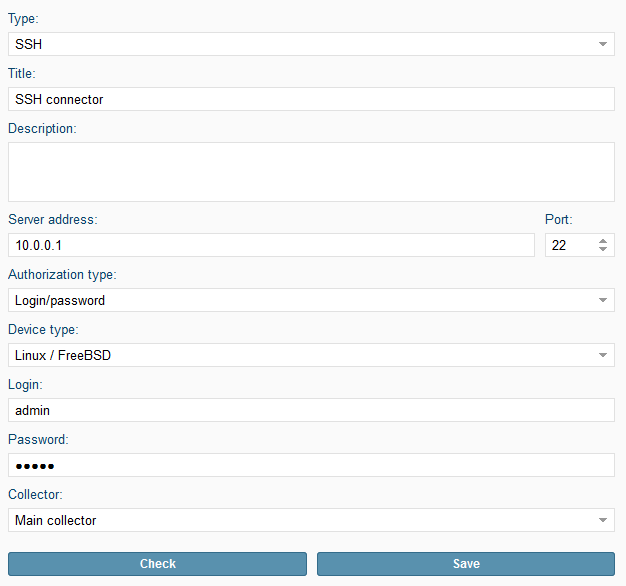 Type:
SSH
Title:
SSH connector
Description:
Server address: Port:
10.0.0.1 22
Authorization type:
Login/password
Device type:
Linux / FreeBSD
Login:
admin
Password:
●●●●●
Collector:
Main collector
Check Save